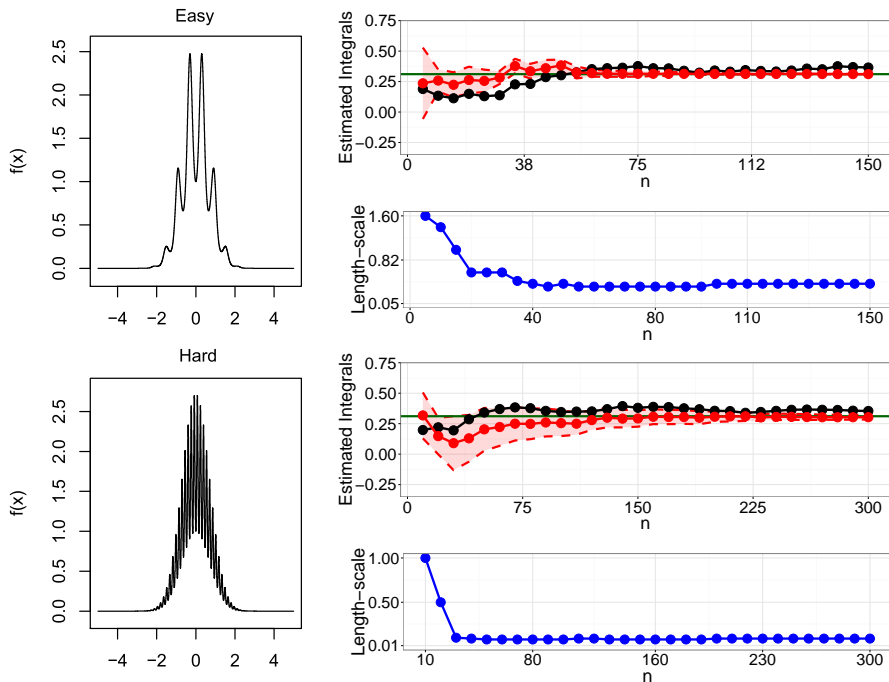 Easy
f(x)
2.5
2.0
1.5
1.0
0.5
0.0
−4 −2 0 2 4
Estimated Integrals
0.75
0.50
0.25
0.00
−0.25
0 38 75 112 150
n
Length−scale
1.60
0.82
0.05
0 40 80 110 150
n
Hard
f(x)
2.5
2.0
1.5
1.0
0.5
0.0
−4 −2 0 2 4
Estimated Integrals
0.75
0.50
0.25
0.00
−0.25
0 75 150 225 300
n
Length−scale
1.00
0.50
0.01
10 80 160 230 300
n